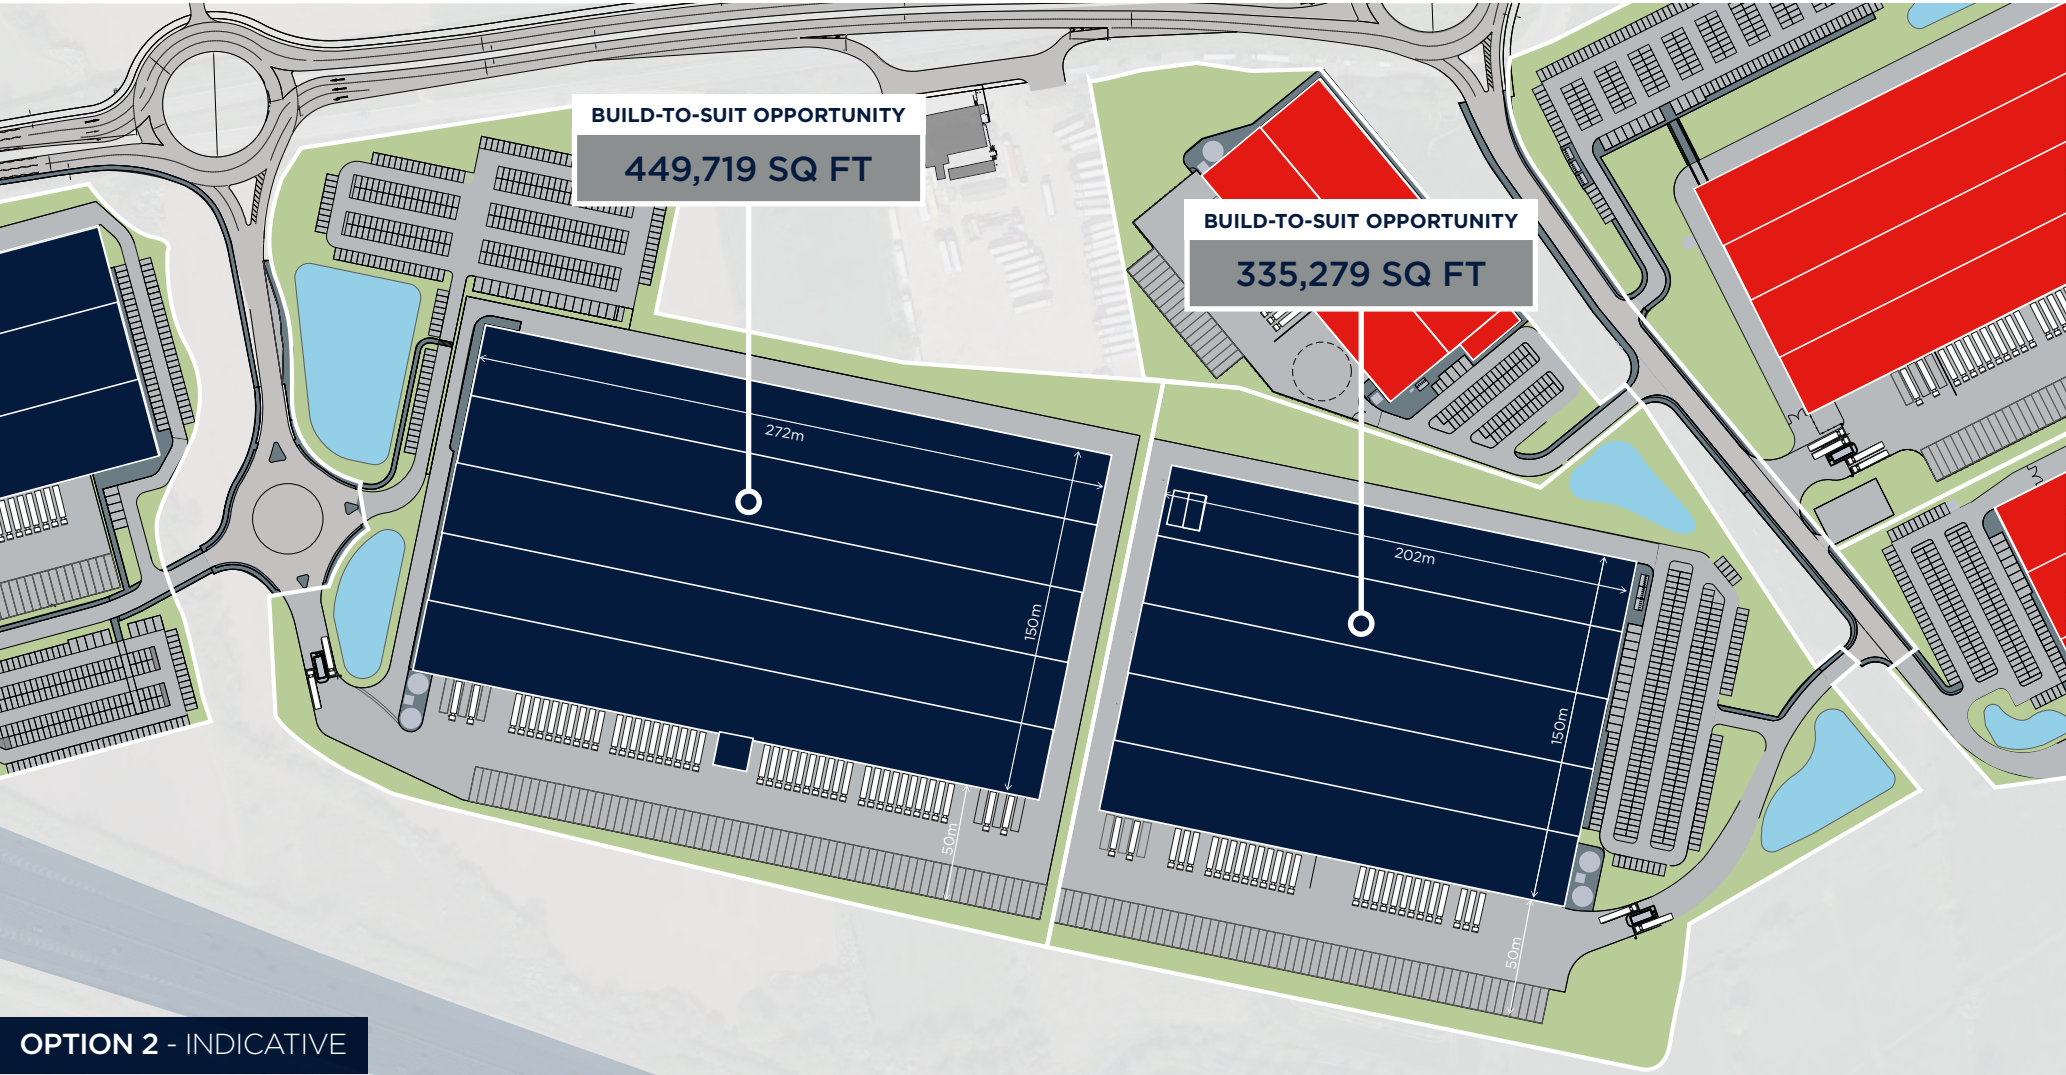 BUILD-TO-SUIT OPPORTUNITY
449,719 SQ FT
BUILD-TO-SUIT OPPORTUNITY
335,279 SQ FT
272m
150m
50m
202m
150m
50m
OPTION 2 - INDICATIVE